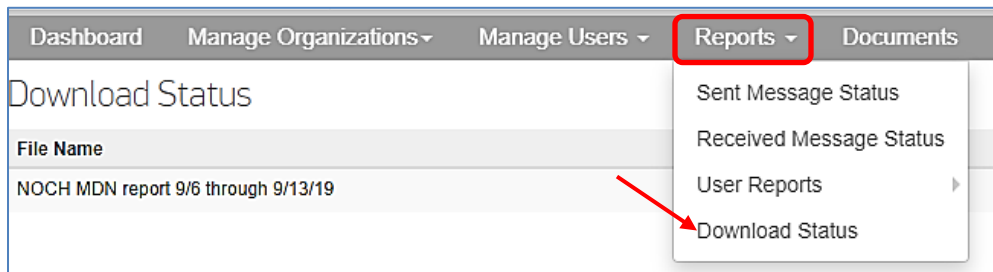 Dashboard Manage Organizations Manage Users Reports Documents
Download Status
File Name
NOCH MDN report 9/6 through 9/13/19
Sent Message Status
Received Message Status
User Reports
Download Status